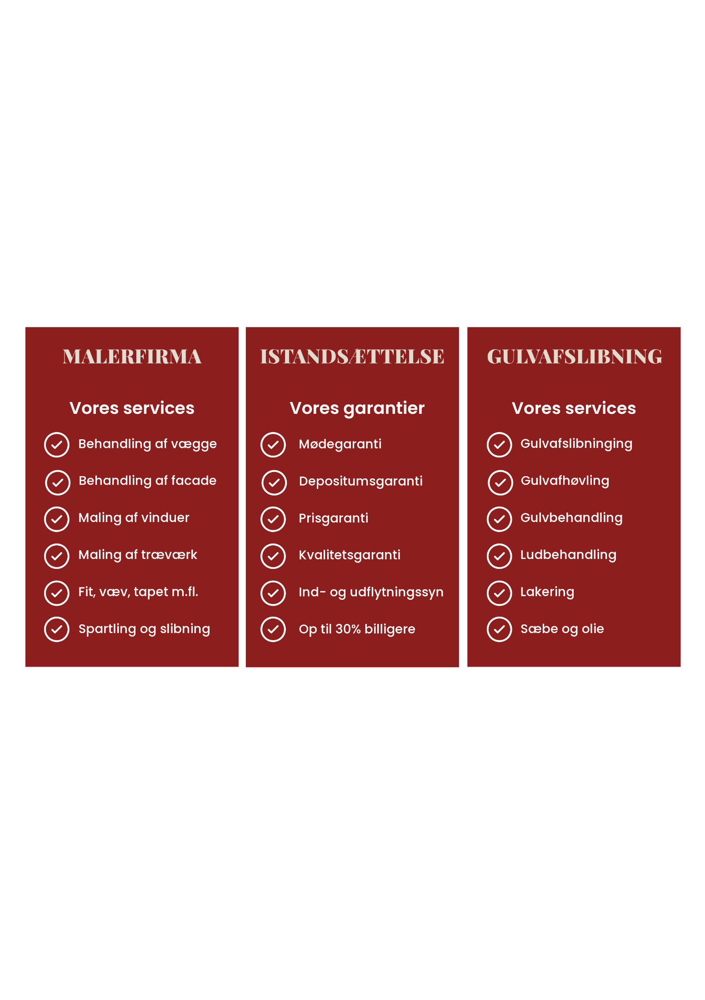 MALERFIRMA
Vores services
Behandling af vægge
Behandling af facade
Maling af vinduer
Maling af træværk
Fit, væv, tapet m.fl.
Spartling og slibning
ISTANDSÆTTELSE
Vores garantier
Mødegaranti
Depositumsgaranti
Prisgaranti
Kvalitetsgaranti
Ind- og udflytningssyn
Op til 30% billigere
GULVAFSLIBNING
Vores services
Gulvafslibninging
Gulvafhøvling
Gulvbehandling
Ludbehandling
Lakering
Sæbe og olie